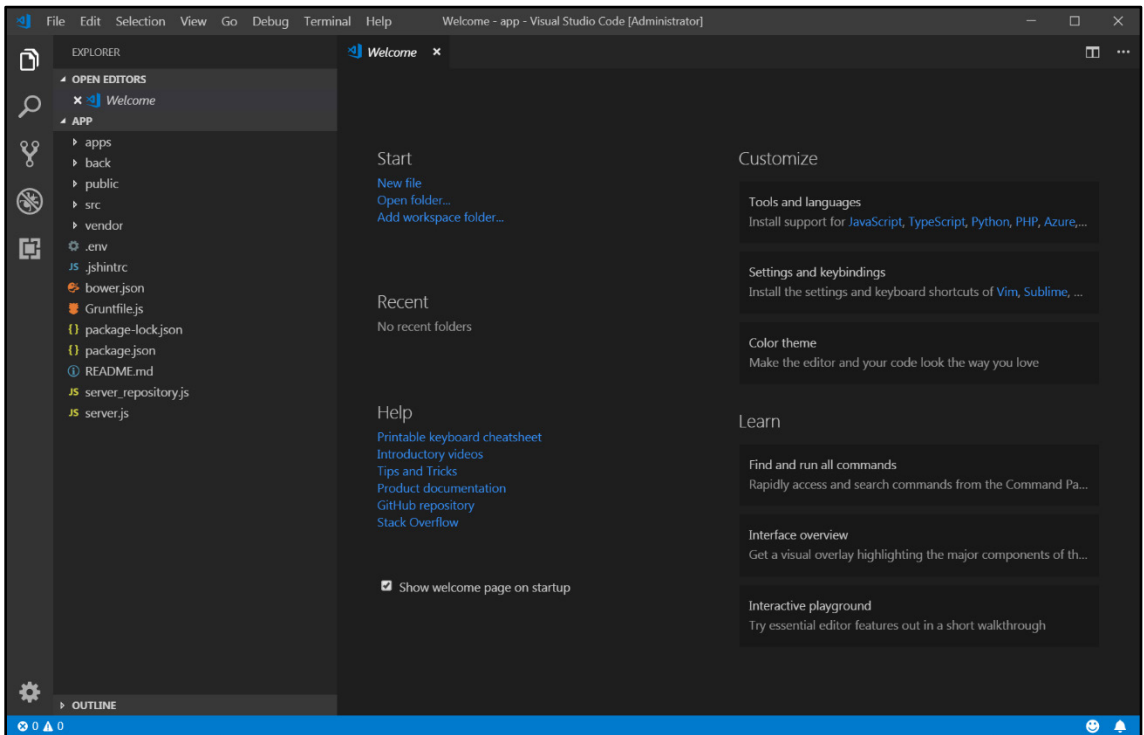 File Edit Selection View Go Debug Terminal Help Welcome - app - Visual Studio Code [Administrator]
EXPLORER
OPEN EDITORS
Welcome
APP
apps
back
public
src
vendor
.env
JS .jshintrc
bower.json
Gruntfile.js
{} package-lock.json
{} package.json
README.md
JS server_repository.js
JS server.js
OUTLINE
Welcome
Start
New file
Open folder...
Add workspace folder...
Recent
No recent folders
Help
Printable keyboard cheatsheet
Introductory videos
Tips and Tricks
Product documentation
GitHub repository
Stack Overflow
Show welcome page on startup
Customize
Tools and languages
Install support for JavaScript, TypeScript, Python, PHP, Azure,...
Settings and keybindings
Install the settings and keyboard shortcuts of Vim, Sublime, ...
Color theme
Make the editor and your code look the way you love
Learn
Find and run all commands
Rapidly access and search commands from the Command Pa...
Interface overview
Get a visual overlay highlighting the major components of th...
Interactive playground
Try essential editor features out in a short walkthrough
0 0